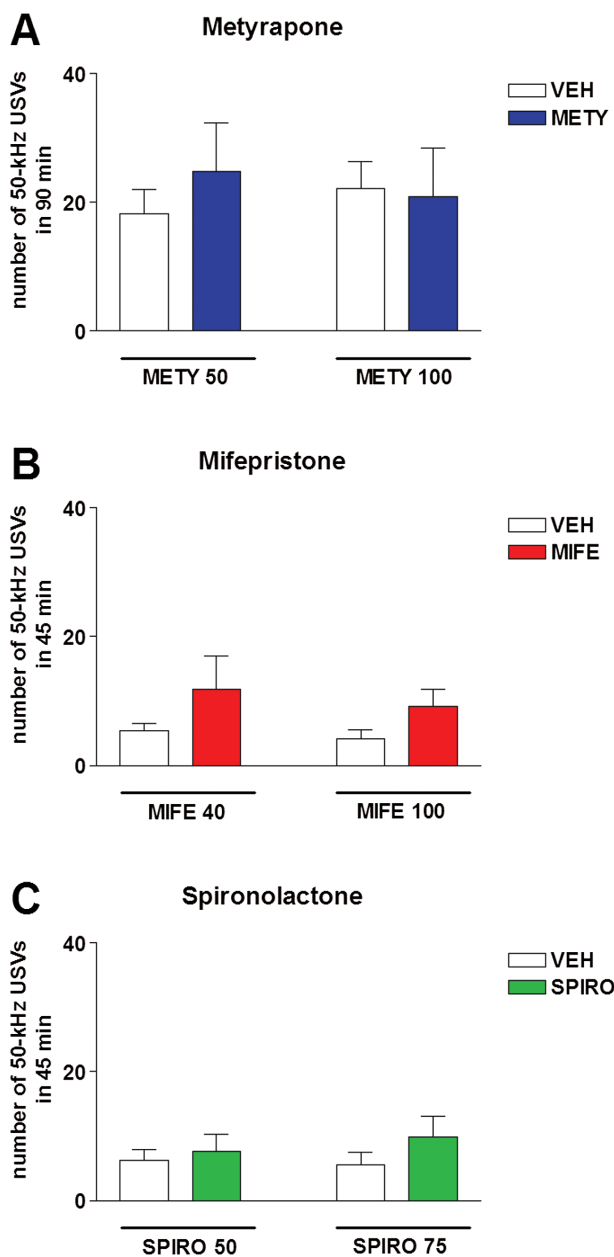 A
Metyrapone
number of 50-kHz USVs
in 90 min
40
20
0
VEH
METY
METY 50
METY 100
B
Mifepristone
number of 50-kHz USVs
in 45 min
40
20
0
VEH
MIFE
MIFE 40
MIFE 100
C
Spironolactone
number of 50-kHz USVs
in 45 min
40
20
0
VEH
SPIRO
SPIRO 50
SPIRO 75